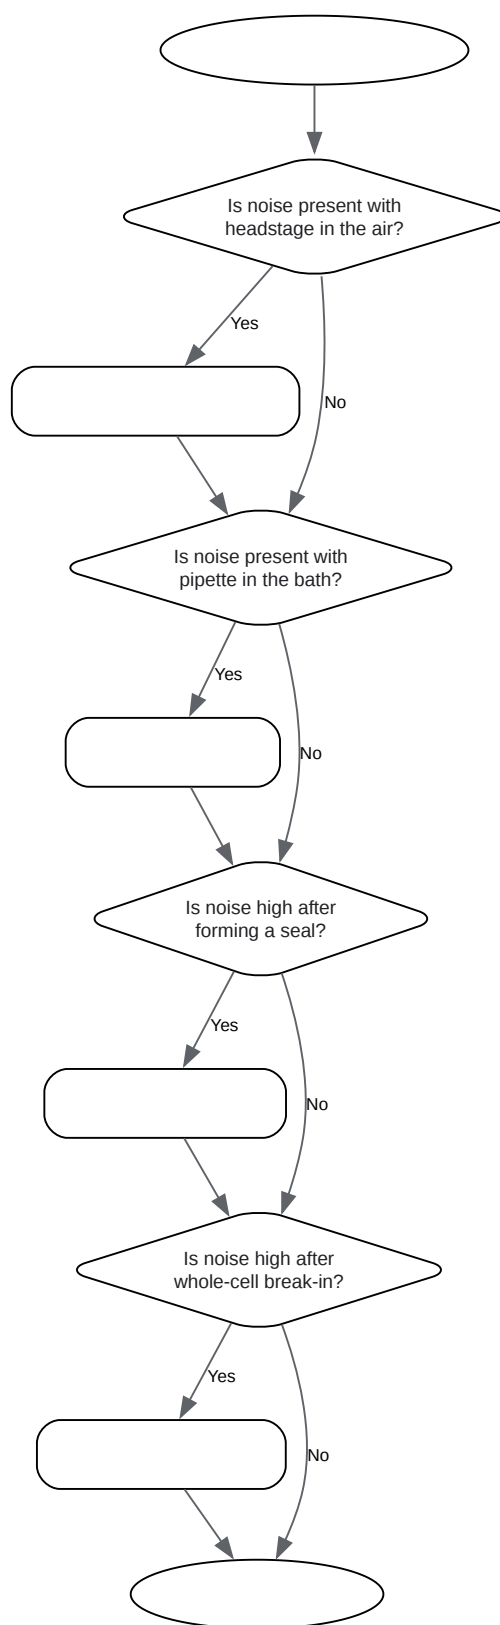 Is noise present with
headstage in the air?
Yes
No
Is noise present with
pipette in the bath?
Yes
No
Is noise high after
forming a seal?
Yes
No
Is noise high after
whole-cell break-in?
Yes
No